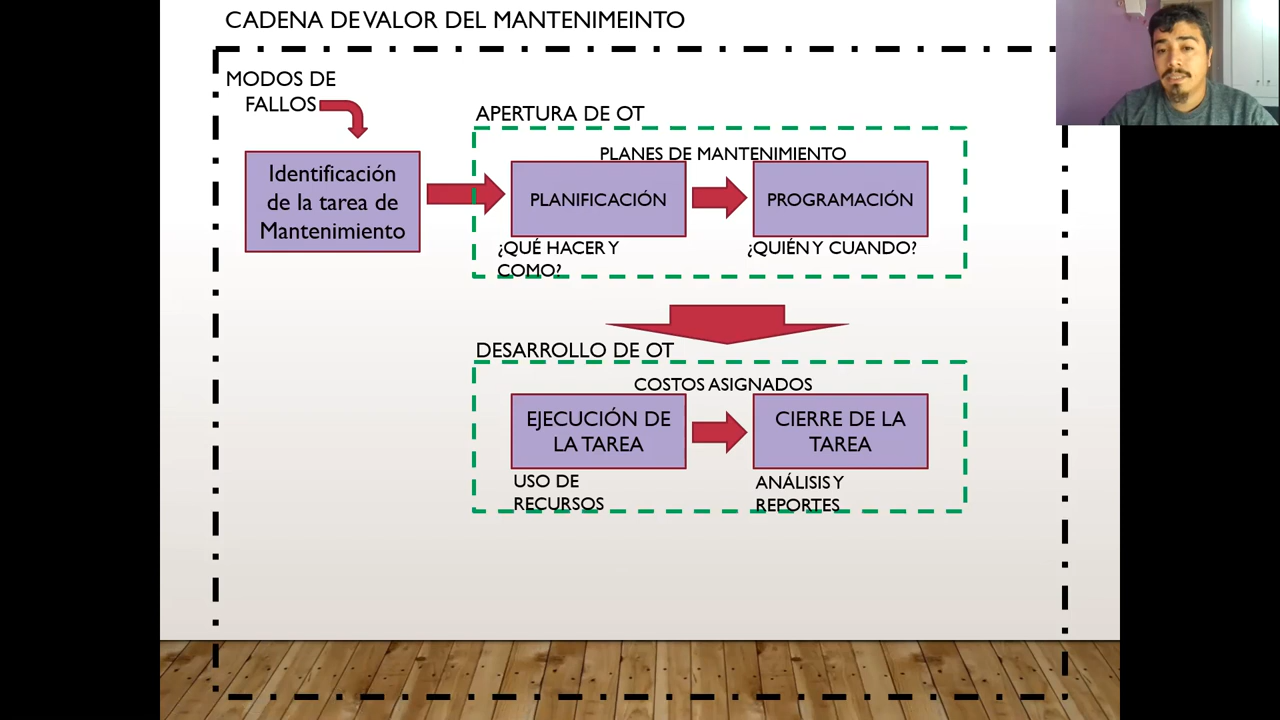 CADENA DE VALOR DEL MANTENIMEINTO
MODOS DE
FALLOS
Identificación
de la tarea de
Mantenimiento
APERTURA DE OT
PLANES DE MANTENIMIENTO
PLANIFICACIÓN
PROGRAMACIÓN
¿QUÉ HACER Y
COMO?
¿QUIÉN Y CUANDO?
DESARROLLO DE OT
COSTOS ASIGNADOS
EJECUCIÓN DE
LA TAREA
CIERRE DE LA
TAREA
USO DE
RECURSOS
ANÁLISIS Y
REPORTES